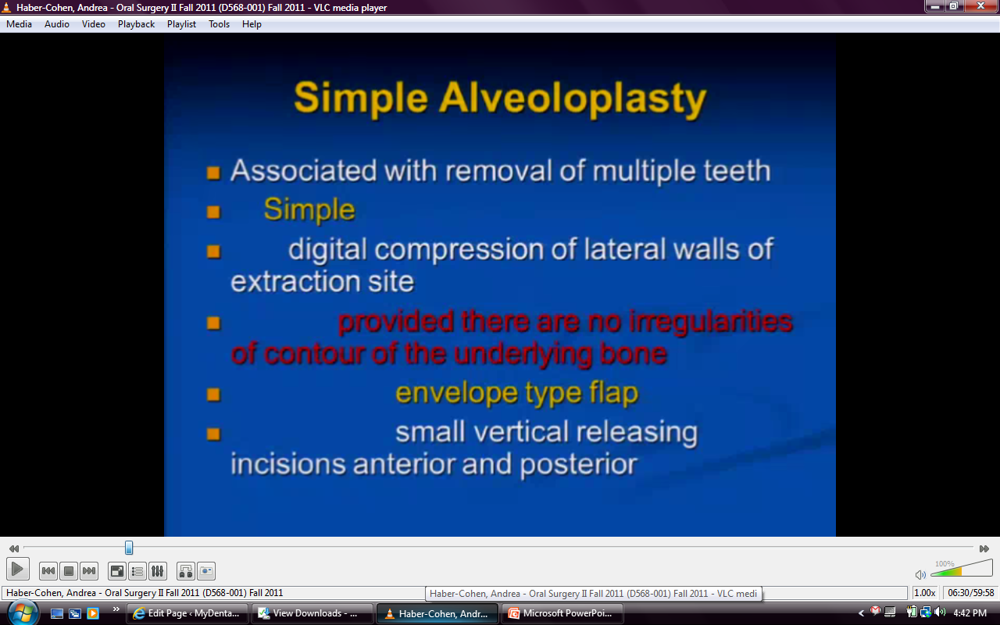 Haber-Cohen, Andrea - Oral Surgery II Fall 2011 (D568-001) Fall 2011 - VLC media player
Media Audio Video Playback Playlist Tools Help
Simple Alveoloplasty
Associated with removal of multiple teeth
Simple
digital compression of lateral walls of
extraction site
provided there are no irregularities
of contour of the underlying bone
envelope type flap
small vertical releasing
incisions anterior and posterior
100%
Haber-Cohen, Andrea - Oral Surgery II Fall 2011 (D568-001) Fall 2011
Haber-Cohen, Andrea - Oral Surgery II Fall 2011 (D568-001) Fall 2011 - VLC medi
1.00x
06:30/59:58
Edit Page ‹ MyDenta...
View Downloads - ...
Haber-Cohen, Andr...
Microsoft PowerPoi...
4:42 PM